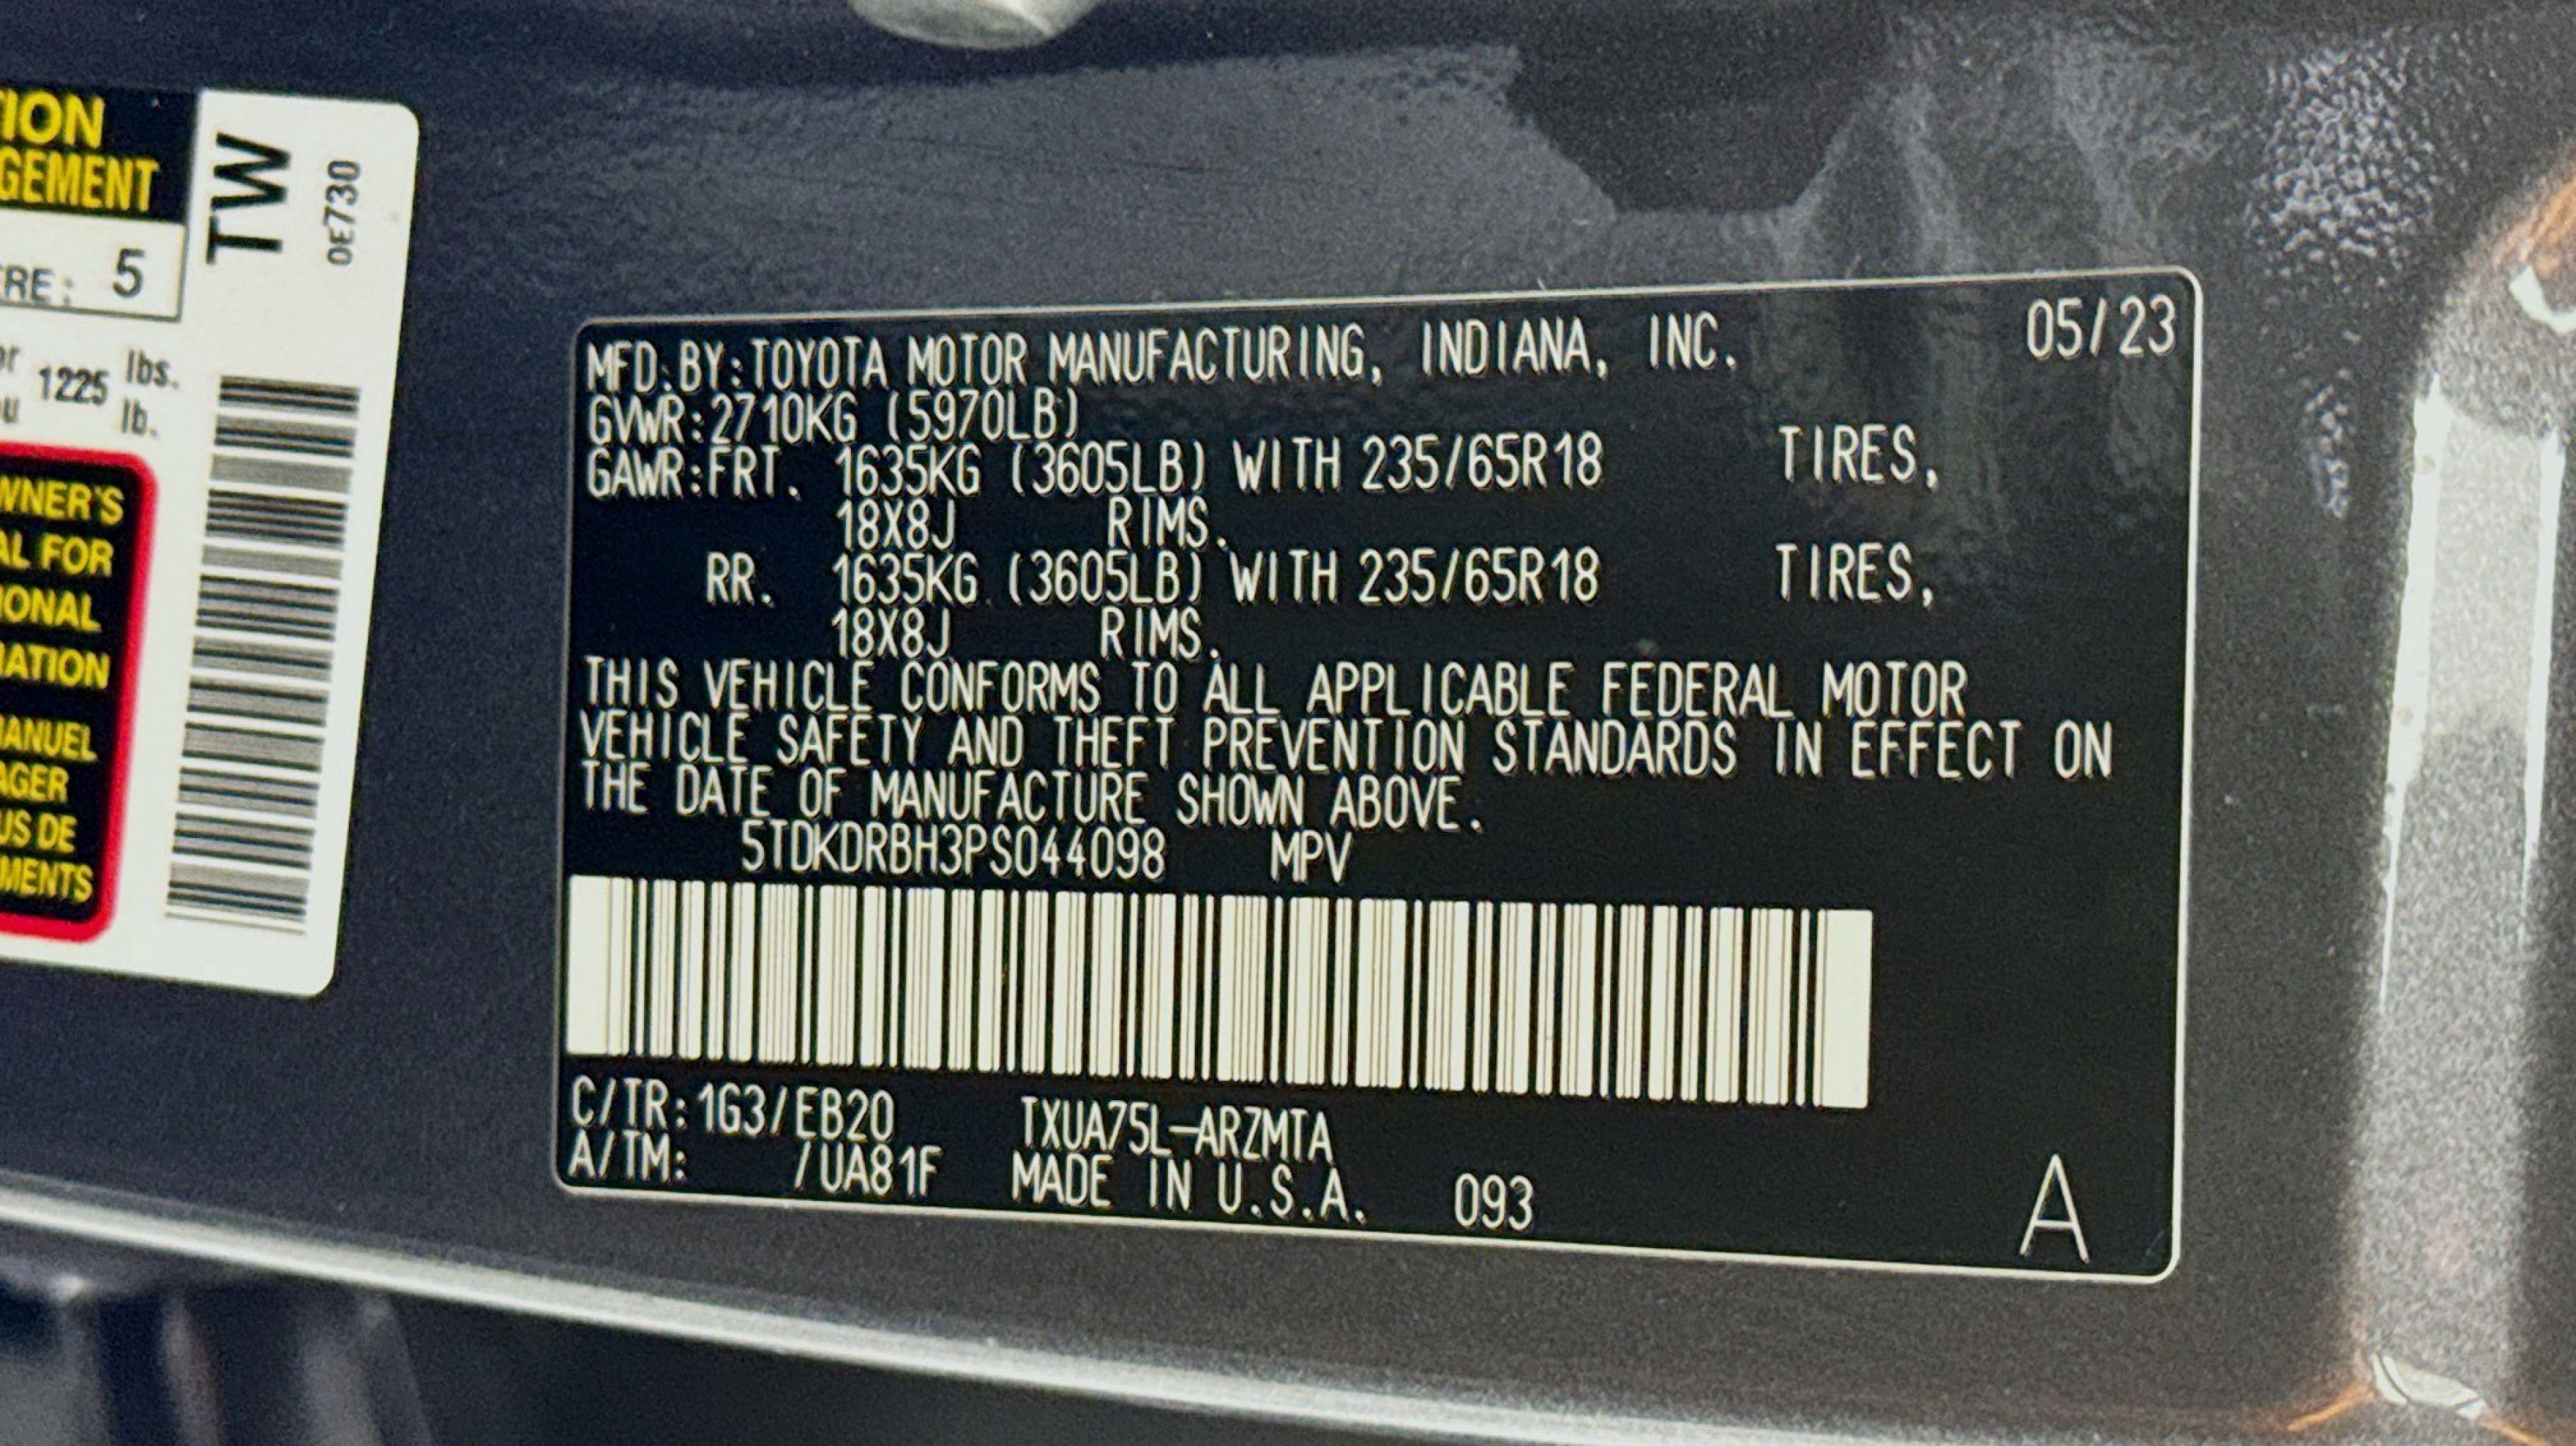 TION
GEMENT
TW
0E730
RE: 5
or 1225 lbs.
u lb.
WNER'S
AL FOR
IONAL
MATION
MANUEL
AGER
US DE
MENTS
MFD.BY:TOYOTA MOTOR MANUFACTURING, INDIANA, INC. 05/23
GVWR:2710KG (5970LB)
GAWR:FRT. 1635KG (3605LB) WITH 235/65R18 TIRES,
18X8J RIMS.
RR. 1635KG (3605LB) WITH 235/65R18 TIRES,
18X8J RIMS.
THIS VEHICLE CONFORMS TO ALL APPLICABLE FEDERAL MOTOR
VEHICLE SAFETY AND THEFT PREVENTION STANDARDS IN EFFECT ON
THE DATE OF MANUFACTURE SHOWN ABOVE.
5TDKDRBH3PS044098 MPV
C/TR:1G3/EB20 TXUA75L-ARZMTA
A/TM: /UA81F MADE IN U.S.A. 093 A